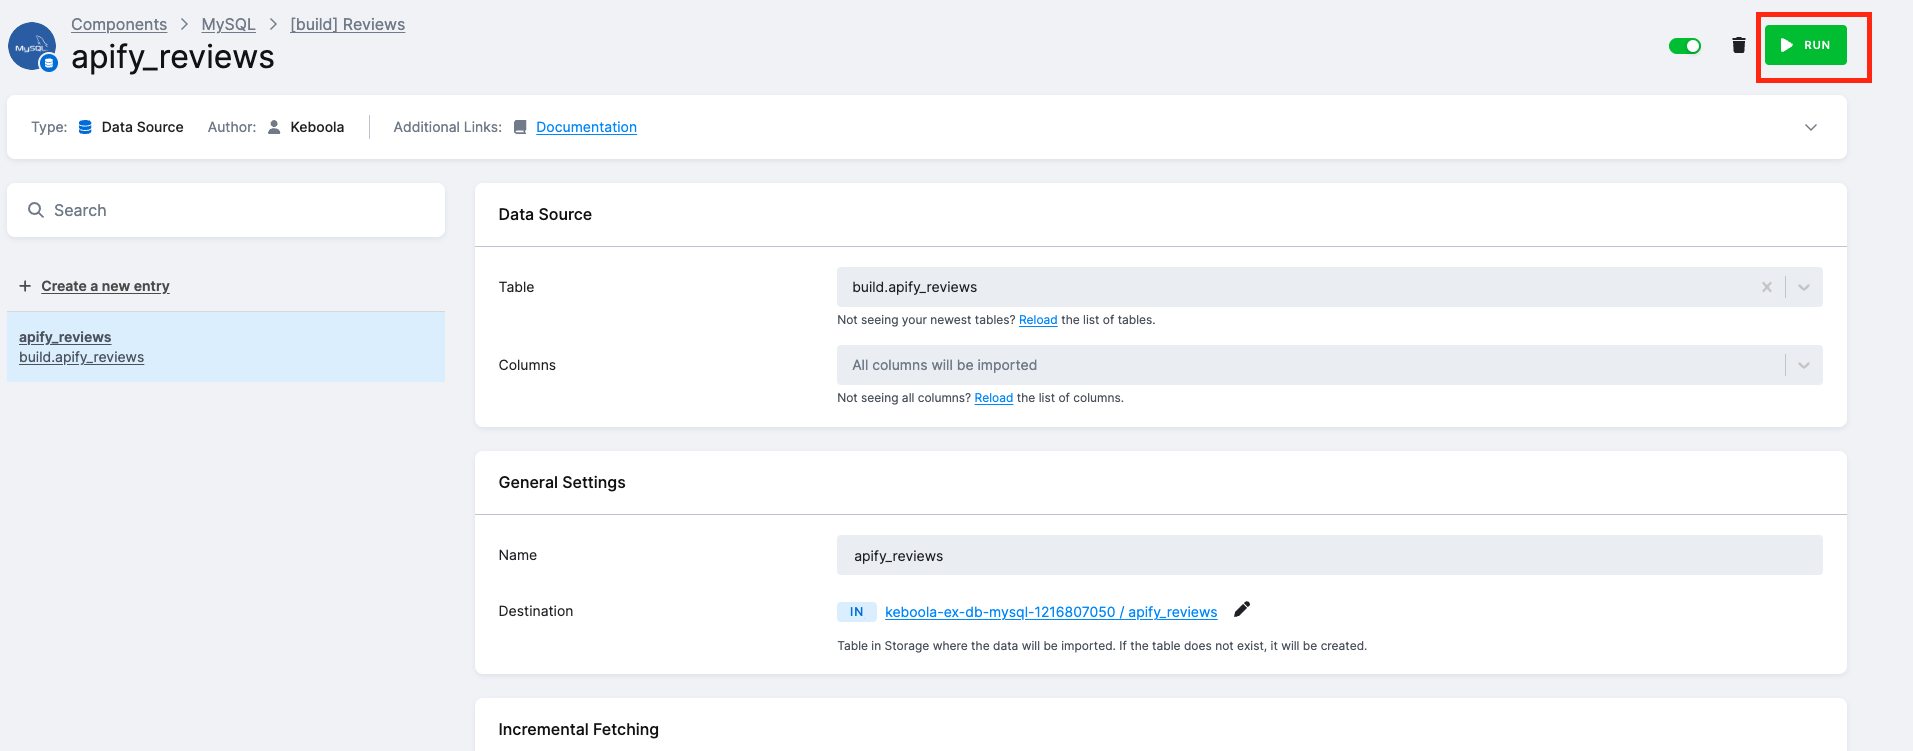 Components > MySQL > [build] Reviews
MySQL
apify_reviews
RUN
Type: Data Source Author: Keboola Additional Links: Documentation
Search
+ Create a new entry
apify_reviews
build.apify_reviews
Data Source
Table
build.apify_reviews
Not seeing your newest tables? Reload the list of tables.
Columns
All columns will be imported
Not seeing all columns? Reload the list of columns.
General Settings
Name
apify_reviews
Destination
IN keboola-ex-db-mysql-1216807050 / apify_reviews
Table in Storage where the data will be imported. If the table does not exist, it will be created.
Incremental Fetching